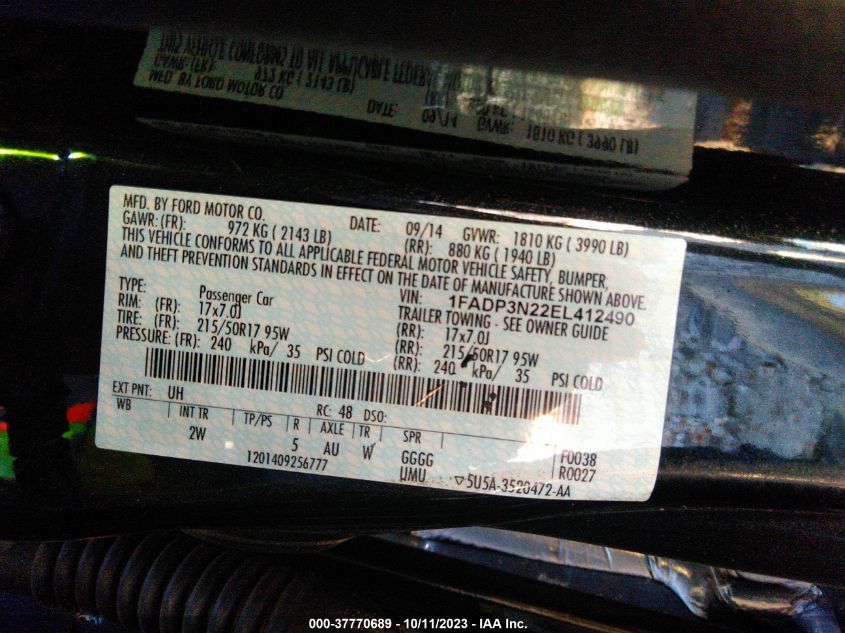 MFD. BY FORD MOTOR CO.
DATE: 09/14 GVWR: 1810 KG ( 3990 LB)
GAWR: (FR): 972 KG ( 2143 LB) (RR): 880 KG ( 1940 LB)
THIS VEHICLE CONFORMS TO ALL APPLICABLE FEDERAL MOTOR VEHICLE SAFETY, BUMPER,
AND THEFT PREVENTION STANDARDS IN EFFECT ON THE DATE OF MANUFACTURE SHOWN ABOVE.
TYPE: Passenger Car VIN: 1FADP3N22EL412490
TRAILER TOWING - SEE OWNER GUIDE
RIM: (FR) 17x7.0J (RR): 17x7.0J
TIRE: (FR) 215/50R17 95W (RR) 215/50R17 95W
PRESSURE: (FR) 240 kPa/ 35 PSI COLD (RR) 240 kPa/ 35 PSI COLD
EXT PNT: UH RC: 48 DSO:
WB INT TR TP/PS R AXLE TR SPR
2W 5 AU W GGGG F0038
1201409256777 UMU R0027
▽5U5A-3520472-AA
000-37770689 - 10/11/2023 - IAA Inc.